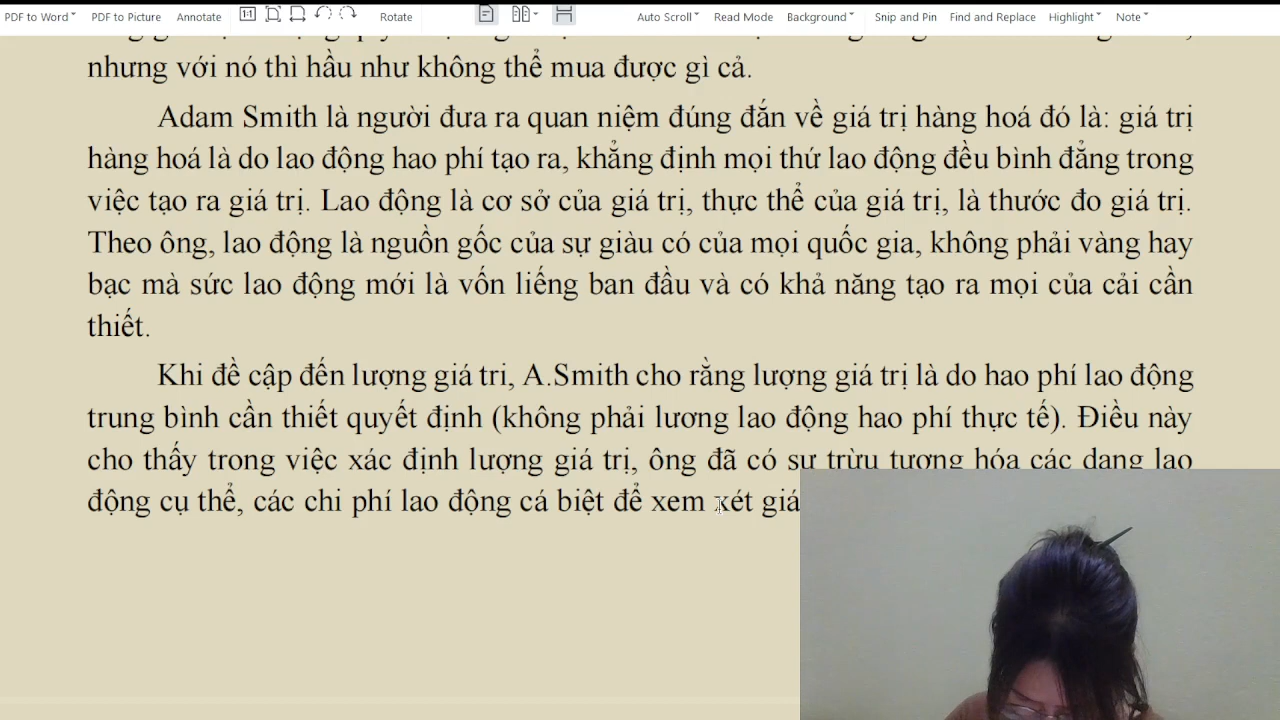 PDF to Word PDF to Picture Annotate 1:1 Rotate Auto Scroll Read Mode Background Snip and Pin Find and Replace Highlight Note
nhưng với nó thì hầu như không thể mua được gì cả.
Adam Smith là người đưa ra quan niệm đúng đắn về giá trị hàng hoá đó là: giá trị
hàng hoá là do lao động hao phí tạo ra, khẳng định mọi thứ lao động đều bình đẳng trong
việc tạo ra giá trị. Lao động là cơ sở của giá trị, thực thể của giá trị, là thước đo giá trị.
Theo ông, lao động là nguồn gốc của sự giàu có của mọi quốc gia, không phải vàng hay
bạc mà sức lao động mới là vốn liếng ban đầu và có khả năng tạo ra mọi của cải cần
thiết.
Khi đề cập đến lượng giá tri, A.Smith cho rằng lượng giá trị là do hao phí lao động
trung bình cần thiết quyết định (không phải lương lao động hao phí thực tế). Điều này
cho thấy trong việc xác định lượng giá trị, ông đã có sự trừu tượng hóa các dạng lao
động cụ thể, các chi phí lao động cá biệt để xem xét giá